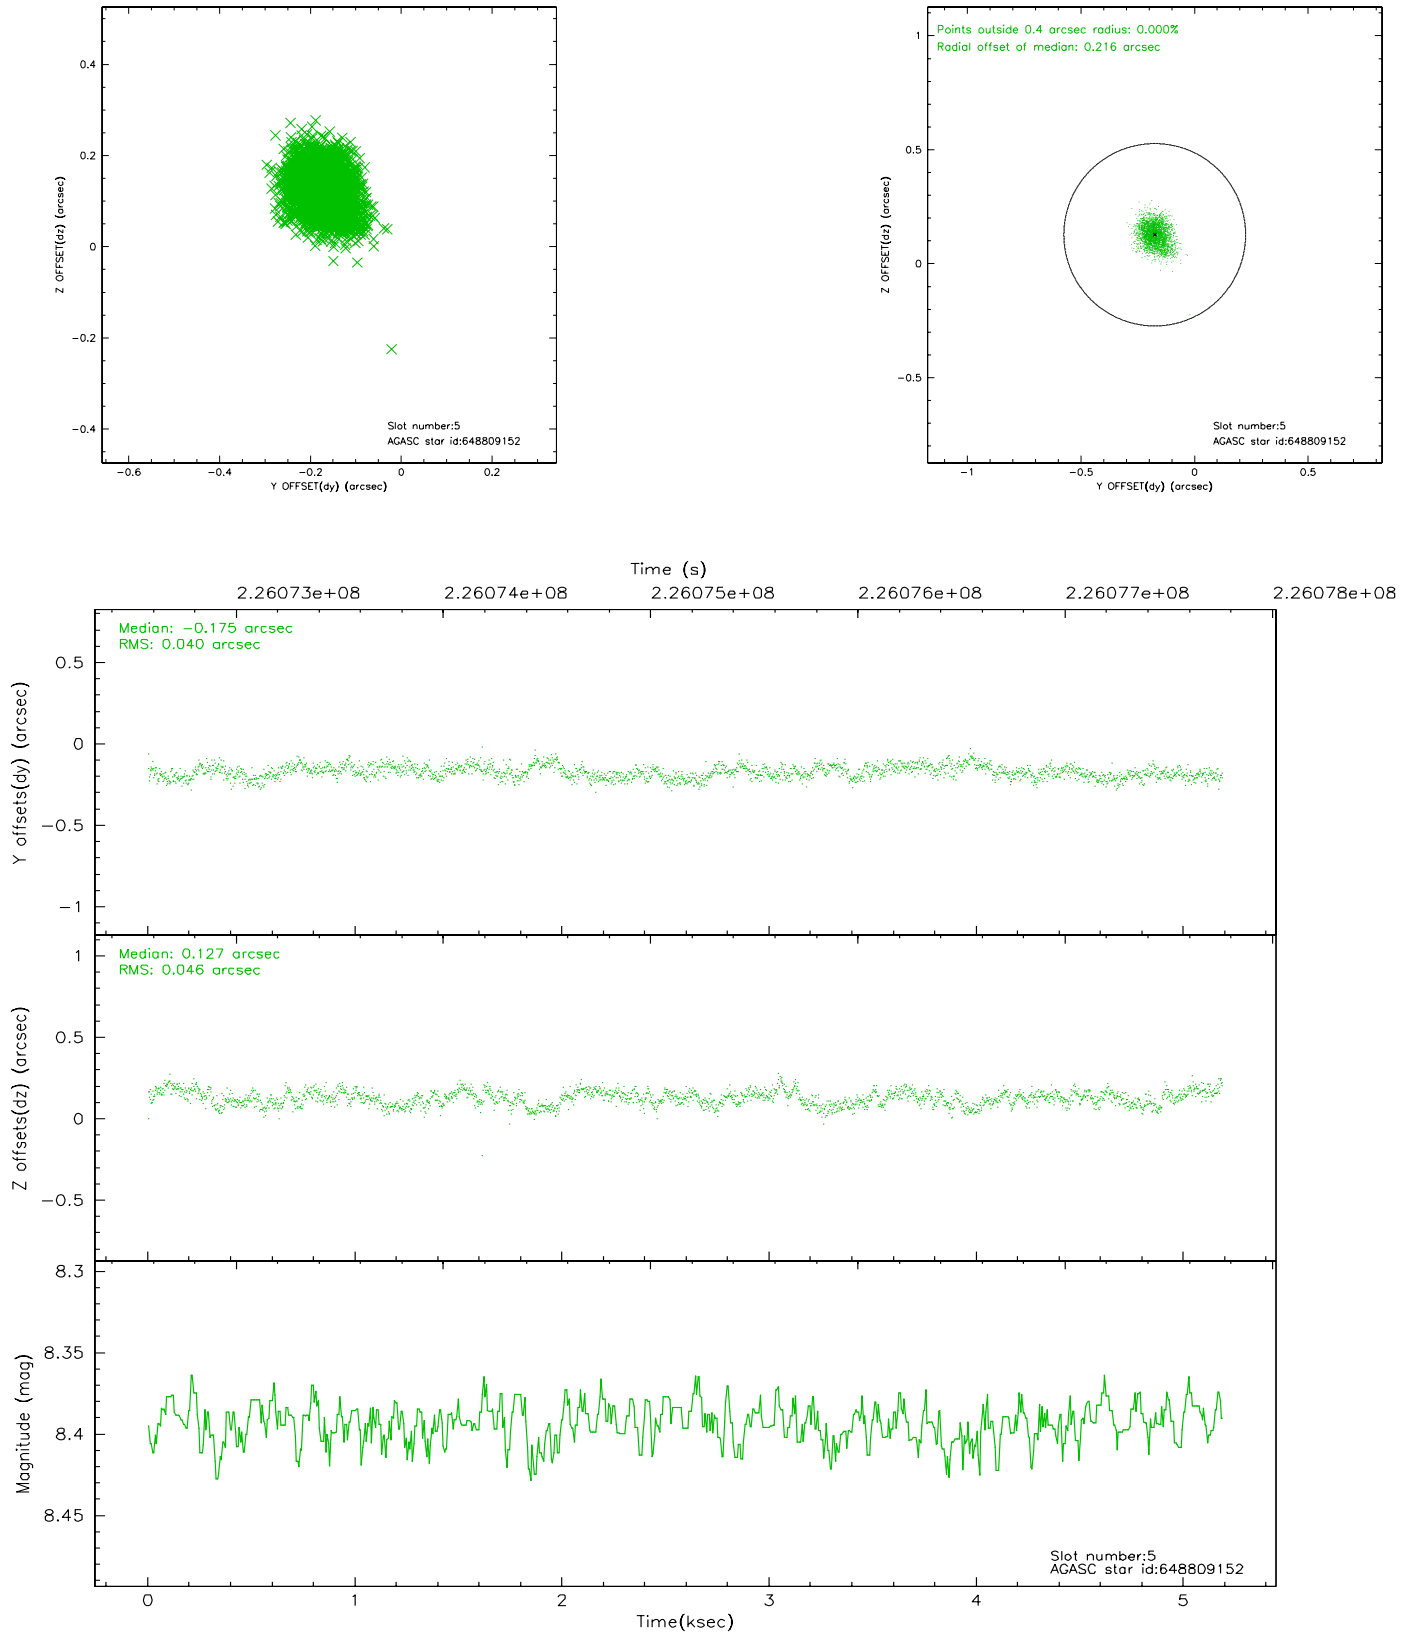 0.4
0.2
0
−0.2
−0.4
Z OFFSET(dz) (arcsec)
Slot number:5
AGASC star id:648809152
−0.6 −0.4 −0.2 0 0.2
Y OFFSET(dy) (arcsec)
Points outside 0.4 arcsec radius: 0.000%
Radial offset of median: 0.216 arcsec
1
0.5
0
−0.5
Z OFFSET(dz) (arcsec)
Slot number:5
AGASC star id:648809152
−1 −0.5 0 0.5
Y OFFSET(dy) (arcsec)
Time (s)
2.26073e+08 2.26074e+08 2.26075e+08 2.26076e+08 2.26077e+08 2.26078e+08
Median: −0.175 arcsec
RMS: 0.040 arcsec
0.5
0
−0.5
−1
Y offsets(dy) (arcsec)
Median: 0.127 arcsec
RMS: 0.046 arcsec
1
0.5
0
−0.5
Z offsets(dz) (arcsec)
8.3
8.35
8.4
8.45
Magnitude (mag)
Slot number:5
AGASC star id:648809152
0 1 2 3 4 5
Time(ksec)